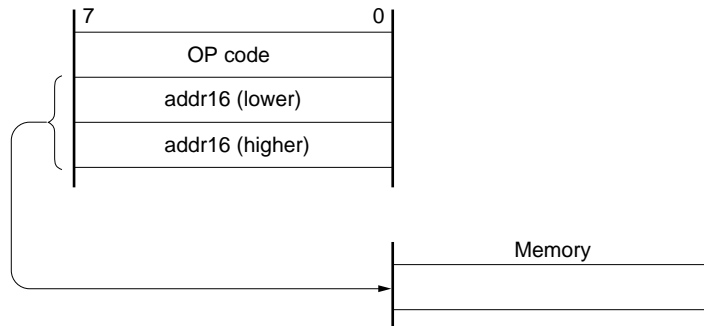 7 0
OP code
addr16 (lower)
addr16 (higher)
Memory